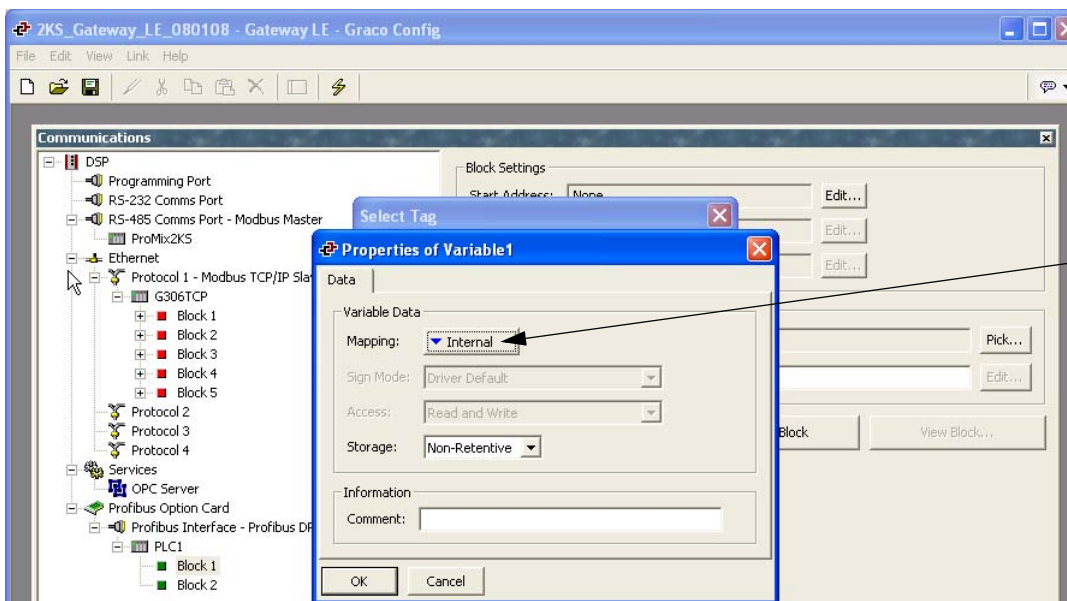 2KS_Gateway_LE_080108 - Gateway LE - Graco Config
File Edit View Link Help
Communications
DSP
Programming Port
RS-232 Comms Port
RS-485 Comms Port - Modbus Master
ProMix2KS
Ethernet
Protocol 1 - Modbus TCP/IP Sla
G306TCP
Block 1
Block 2
Block 3
Block 4
Block 5
Protocol 2
Protocol 3
Protocol 4
Services
OPC Server
Profibus Option Card
Profibus Interface - Profibus DP
PLC1
Block 1
Block 2
Block Settings
Start Address: None Edit...
Edit...
Edit...
Pick...
Edit...
Block
View Block...
Select Tag
Properties of Variable1
Data
Variable Data
Mapping: Internal
Sign Mode: Driver Default
Access: Read and Write
Storage: Non-Retentive
Information
Comment:
OK Cancel